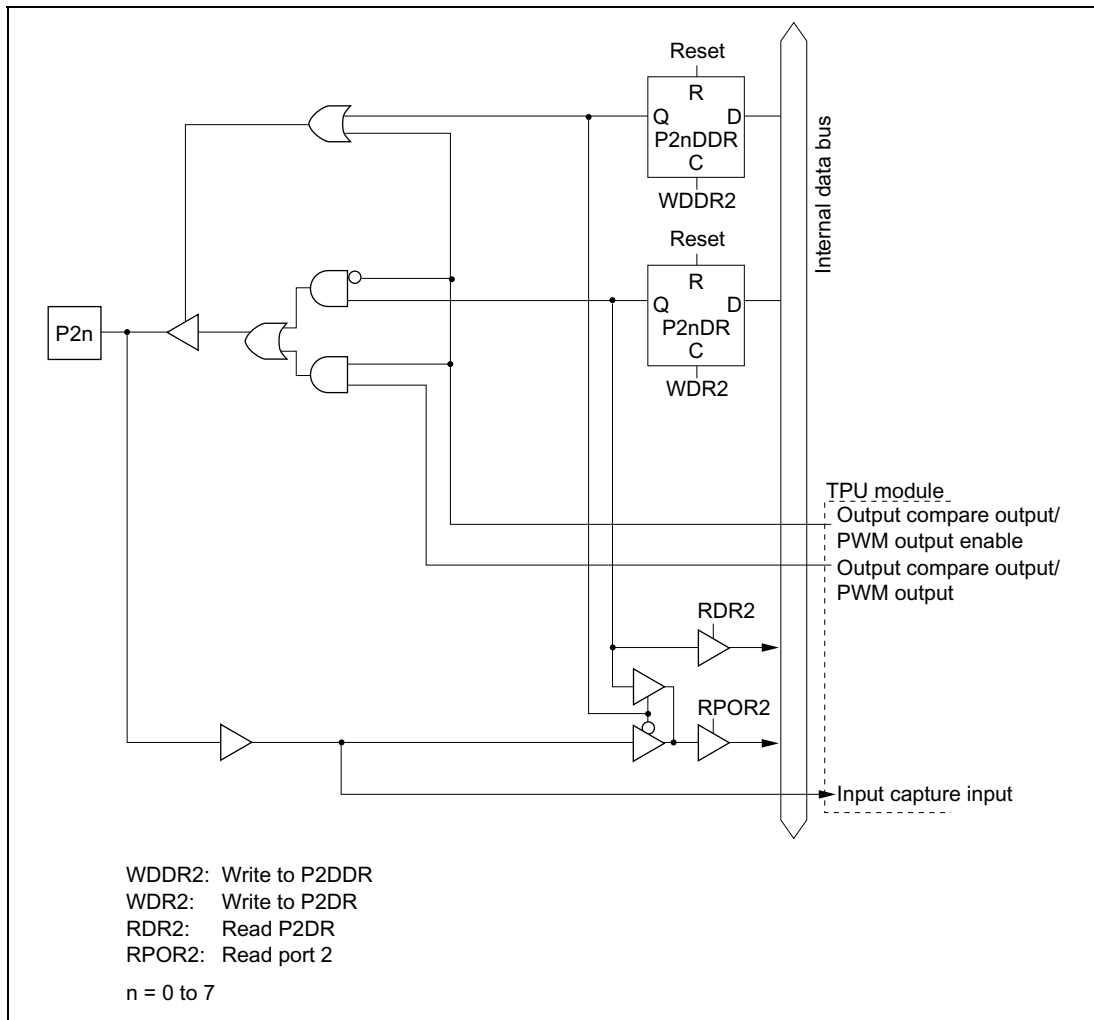 Reset
R
Q D
P2nDDR
C
WDDR2
Reset
R
Q D
P2nDR
C
WDR2
Internal data bus
P2n
TPU module
Output compare output/
PWM output enable
Output compare output/
PWM output
RDR2
RPOR2
Input capture input
WDDR2: Write to P2DDR
WDR2: Write to P2DR
RDR2: Read P2DR
RPOR2: Read port 2
n = 0 to 7